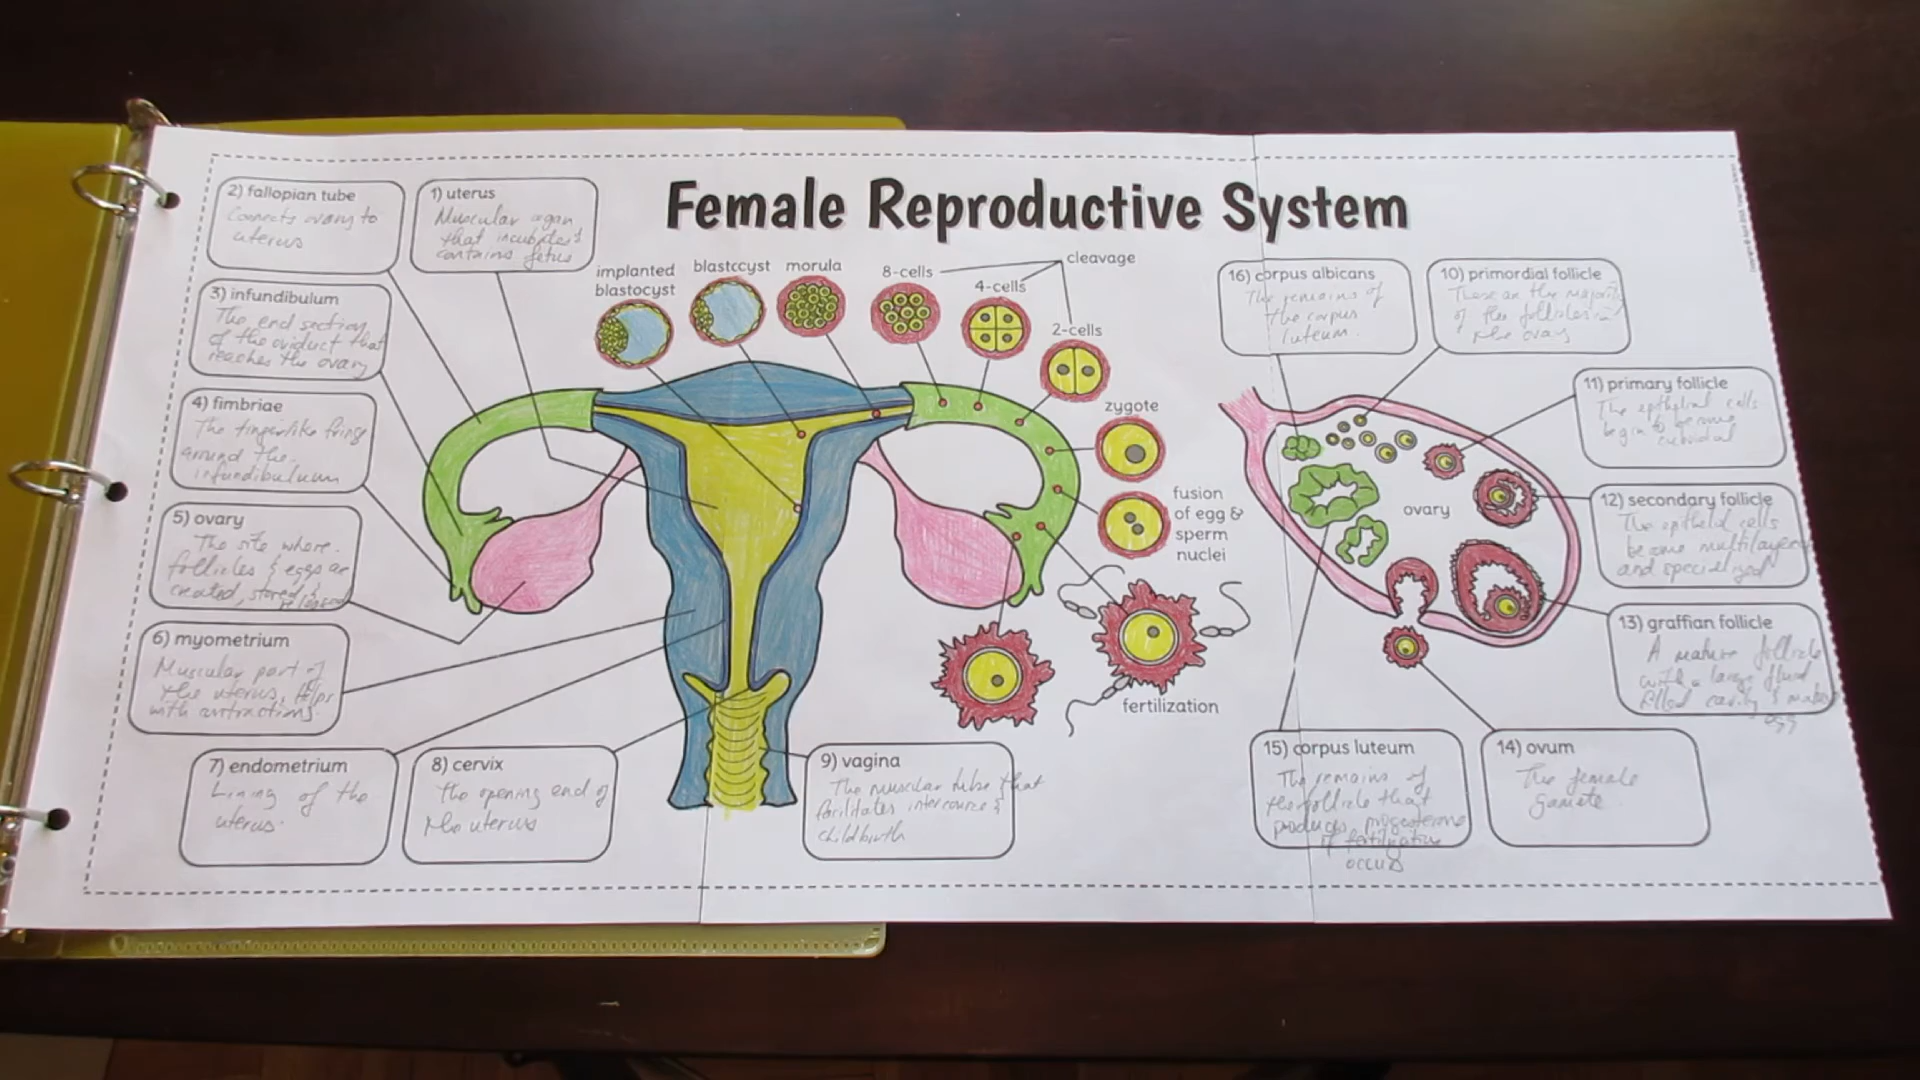 Female Reproductive System
2) fallopian tube
Connects ovary to
uterus
1) uterus
Muscular organ
that incubates &
contains fetus
3) infundibulum
The end section
of the oviduct that
reaches the ovary
4) fimbriae
The fingerlike fringe
around the
infundibulum
5) ovary
The site where
follicles & eggs are
created, stored &
released
6) myometrium
Muscular part of
the uterus. Helps
with contractions.
7) endometrium
Lining of the
uterus.
8) cervix
the opening end of
the uterus
9) vagina
The muscular tube that
facilitates intercourse &
childbirth
implanted
blastocyst
blastccyst
morula
8-cells
4-cells
cleavage
2-cells
zygote
fusion
of egg &
sperm
nuclei
fertilization
16) corpus albicans
The remains of
the corpus
luteum.
10) primordial follicle
These are the majority
of the follicles in
the ovary
11) primary follicle
The epthelial cells
begin to become
cuboidal
12) secondary follicle
The epthelial cells
become multilayered
and specialized
13) graffian follicle
A mature follicle
with a large fluid
filled cavity & mature
egg
ovary
15) corpus luteum
The remains of
the follicle that
produces progesterone
if fertilization
occurs
14) ovum
The female
gamete